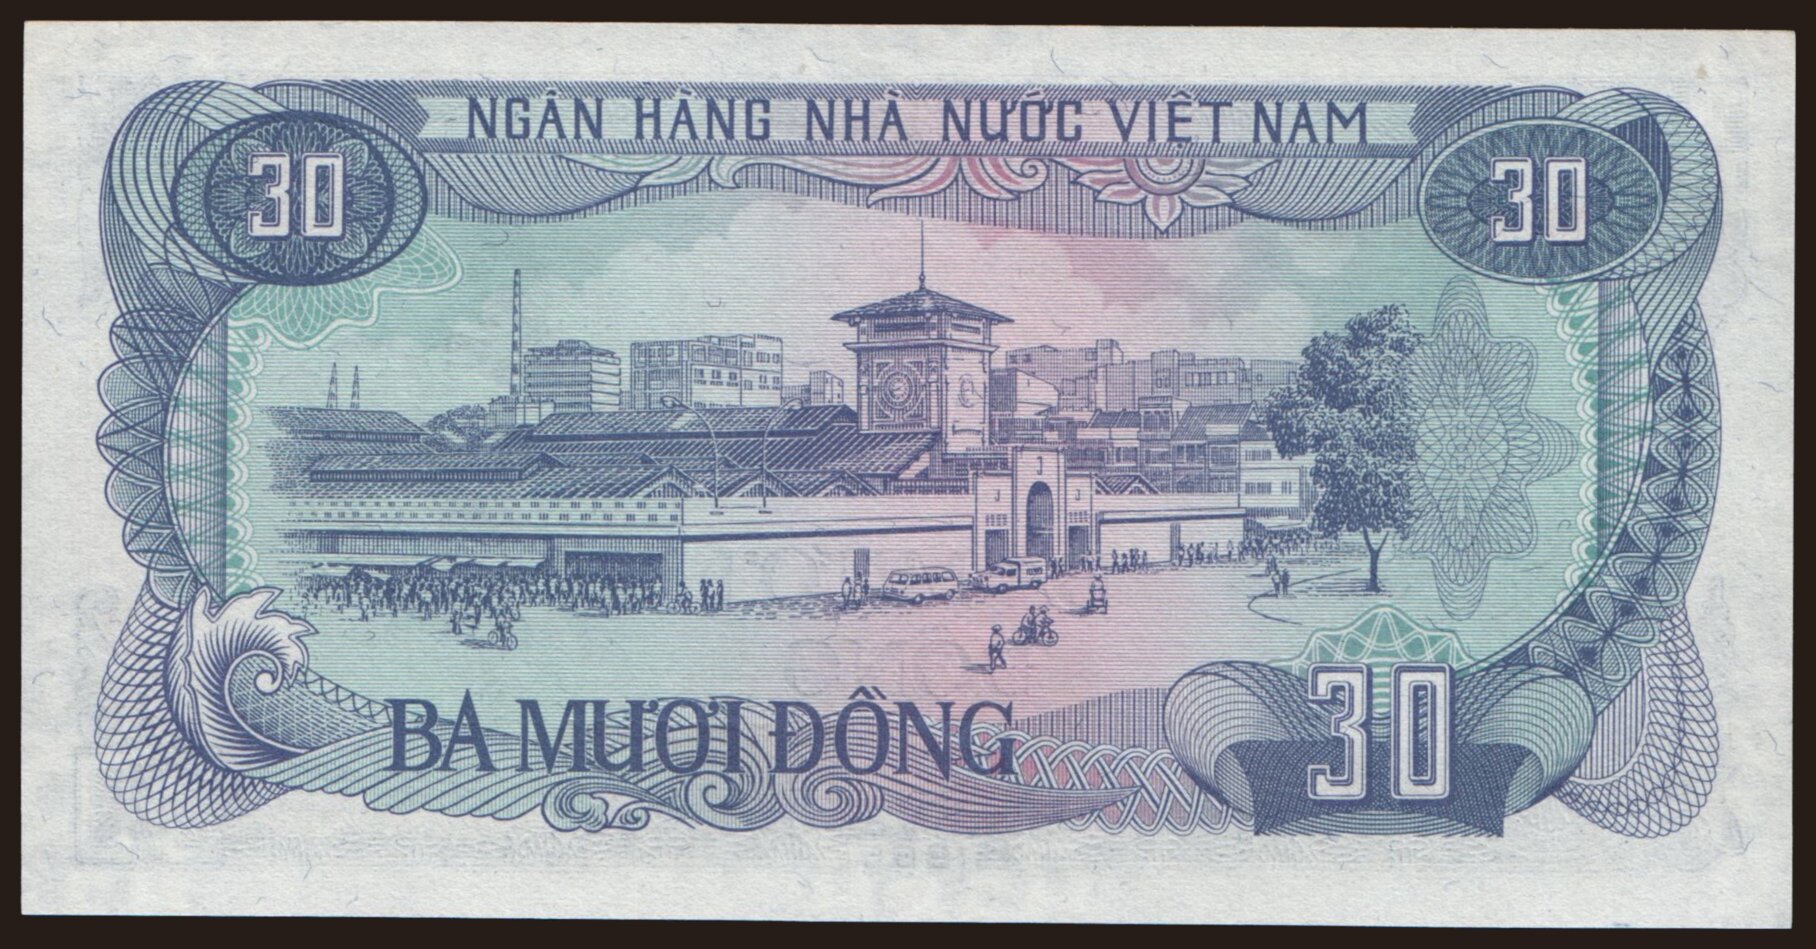 NGÂN HÀNG NHÀ NƯỚC VIỆT NAM
30
30
BA MƯƠI ĐỒNG
30